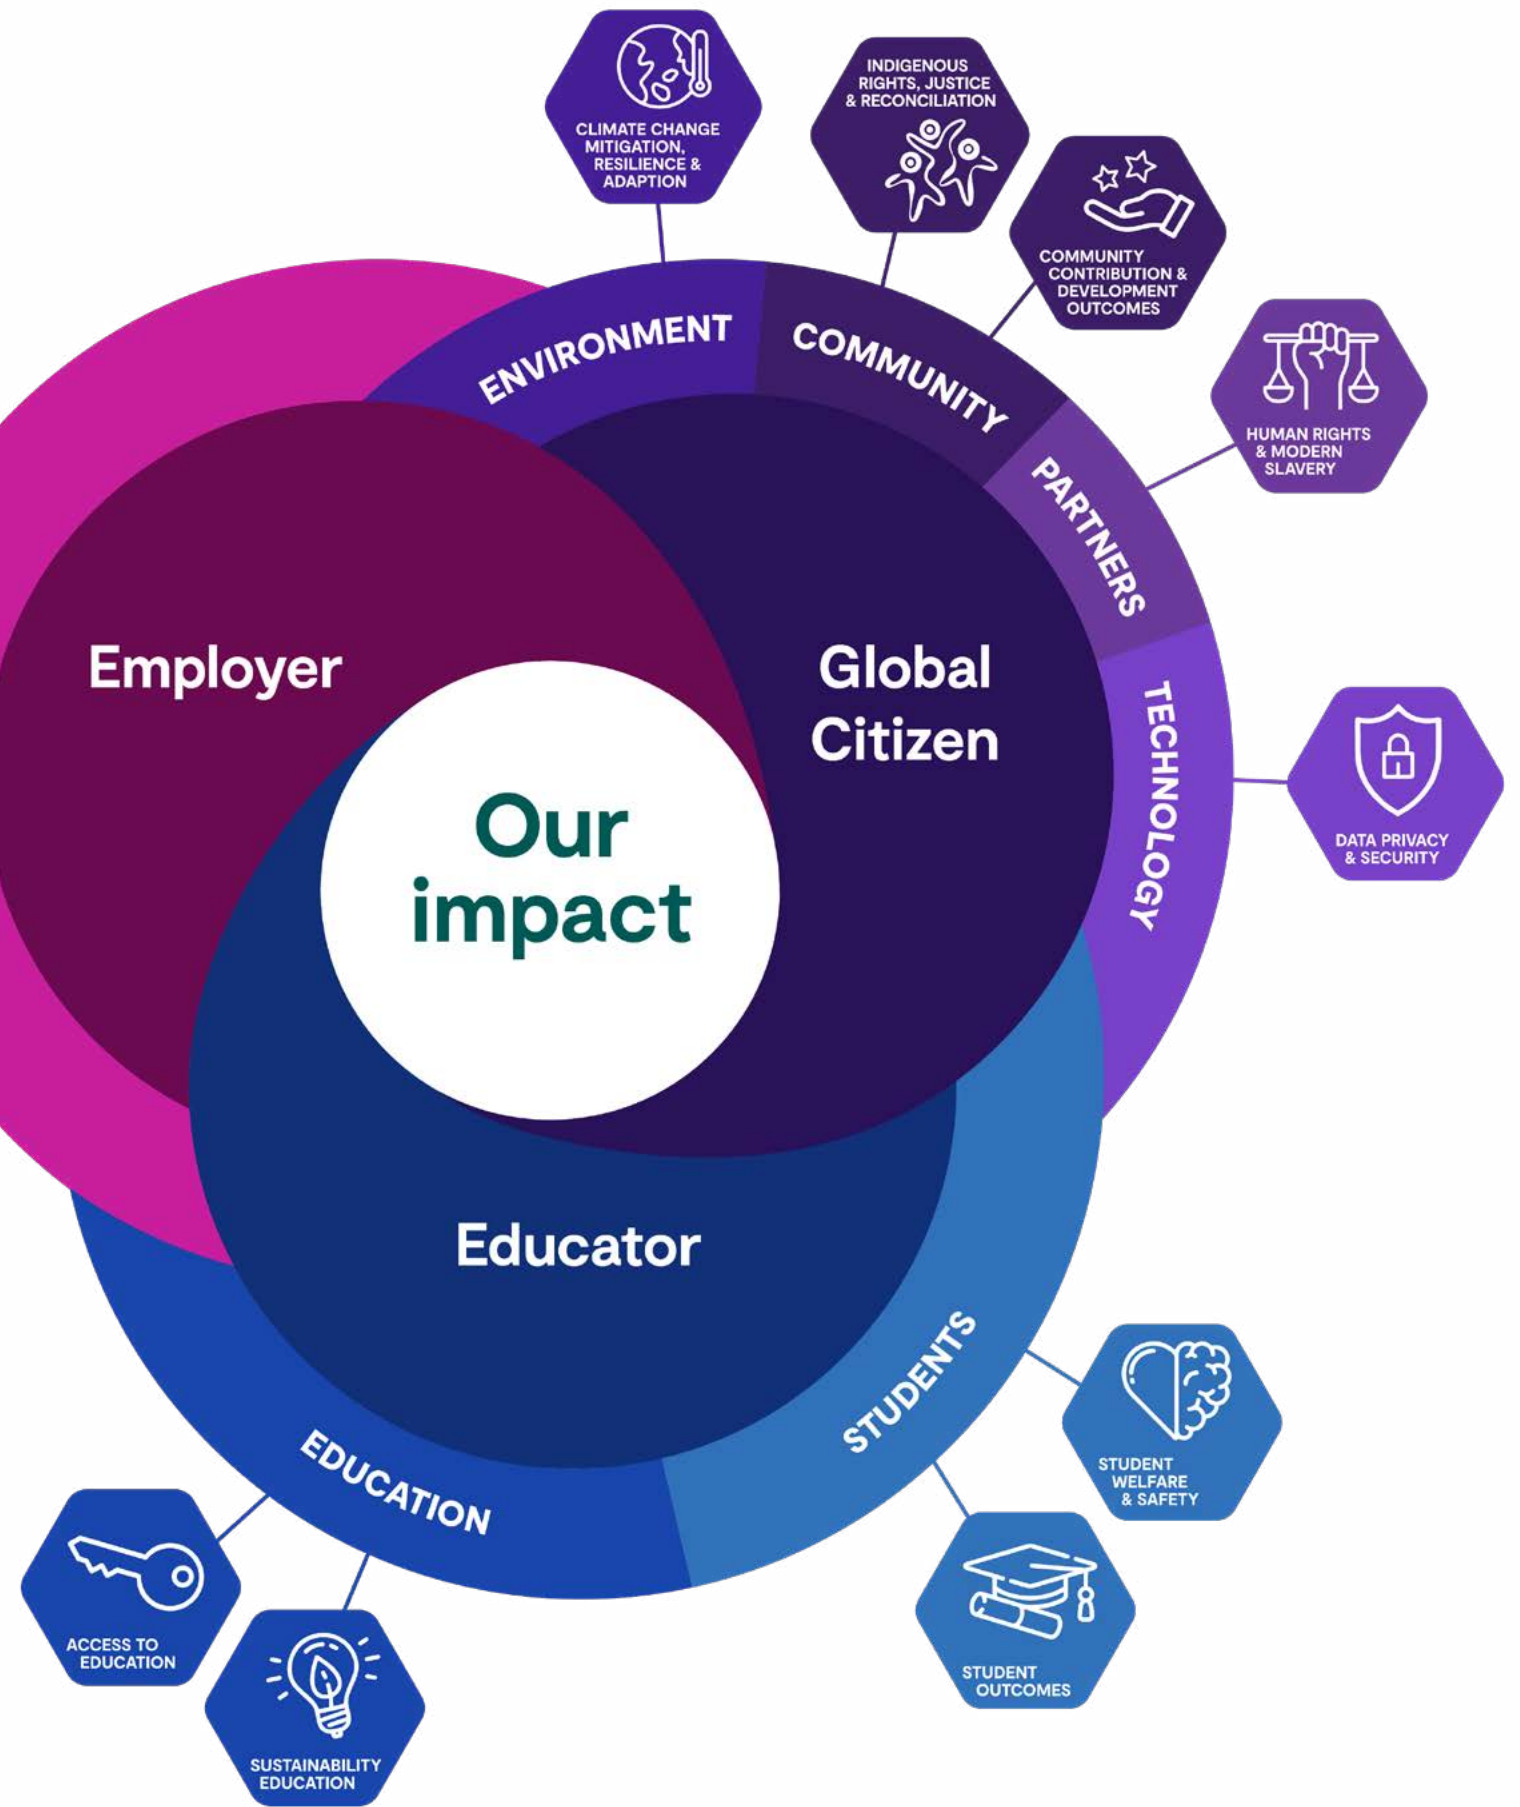 CLIMATE CHANGE
MITIGATION,
RESILIENCE &
ADAPTION
INDIGENOUS
RIGHTS, JUSTICE
& RECONCILIATION
COMMUNITY
CONTRIBUTION &
DEVELOPMENT
OUTCOMES
HUMAN RIGHTS
& MODERN
SLAVERY
ENVIRONMENT
COMMUNITY
PARTNERS
TECHNOLOGY
DATA PRIVACY
& SECURITY
Employer
Global
Citizen
Our
impact
Educator
STUDENTS
EDUCATION
STUDENT
WELFARE
& SAFETY
STUDENT
OUTCOMES
ACCESS TO
EDUCATION
SUSTAINABILITY
EDUCATION